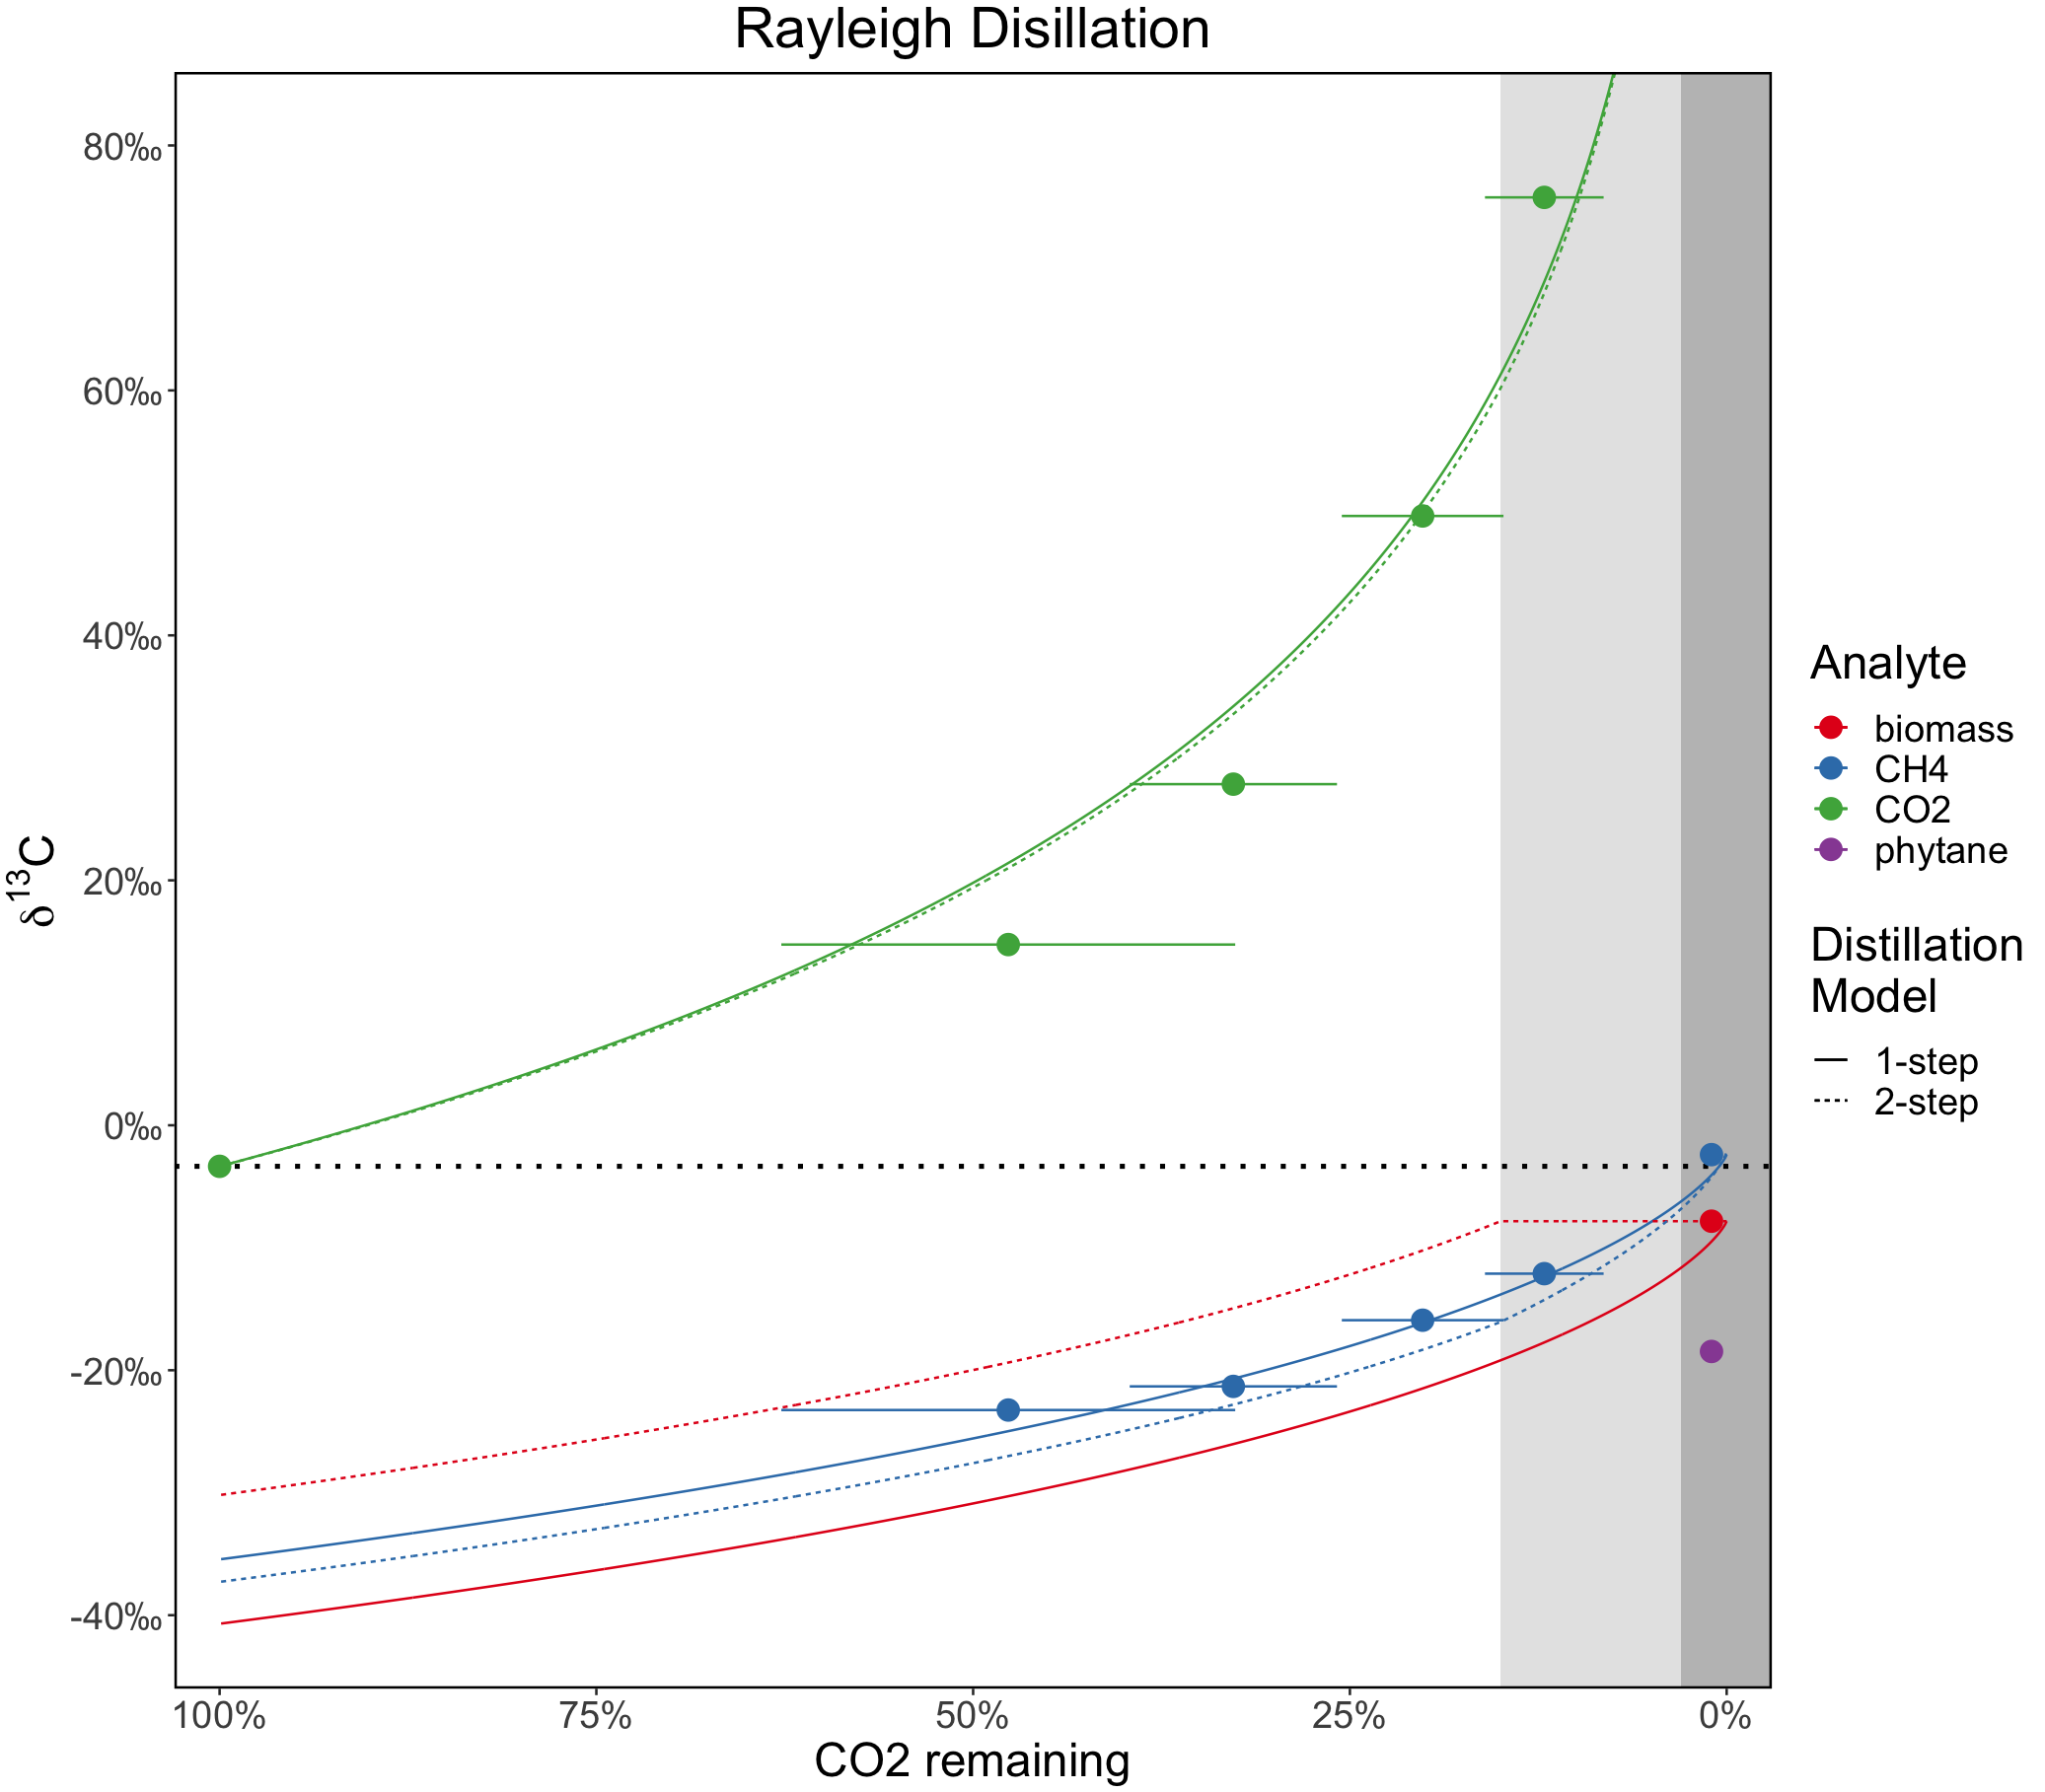 Rayleigh Disillation
80‰
60‰
40‰
20‰
0‰
-20‰
-40‰
δ¹³C
100%
75%
50%
25%
0%
CO2 remaining
Analyte
biomass
CH4
CO2
phytane
Distillation
Model
1-step
2-step